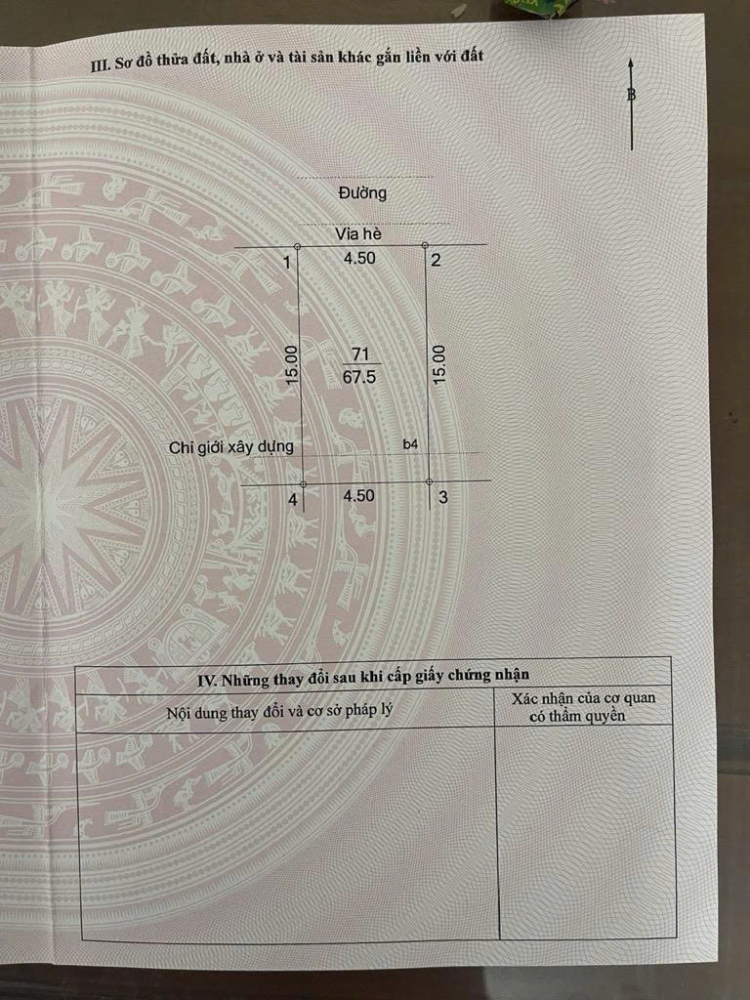 III. Sơ đồ thửa đất, nhà ở và tài sản khác gắn liền với đất
B
Đường
Vỉa hè
1
4.50
2
15.00
71
67.5
15.00
Chỉ giới xây dựng
b4
4
4.50
3
IV. Những thay đổi sau khi cấp giấy chứng nhận
Nội dung thay đổi và cơ sở pháp lý
Xác nhận của cơ quan
có thẩm quyền